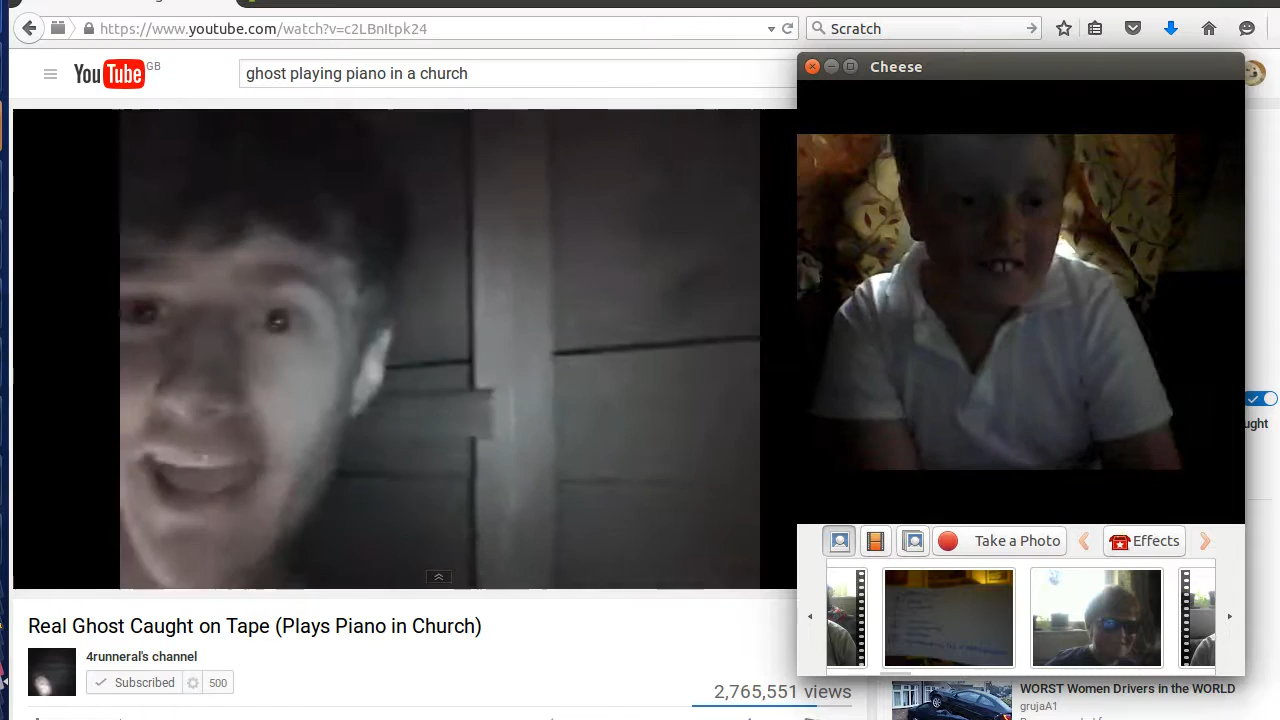 https://www.youtube.com/watch?v=c2LBnItpk24
Scratch
YouTube GB
ghost playing piano in a church
Cheese
Take a Photo
Effects
Real Ghost Caught on Tape (Plays Piano in Church)
4runneral's channel
Subscribed
500
2,765,551 views
ught
WORST Women Drivers in the WORLD
grujaA1